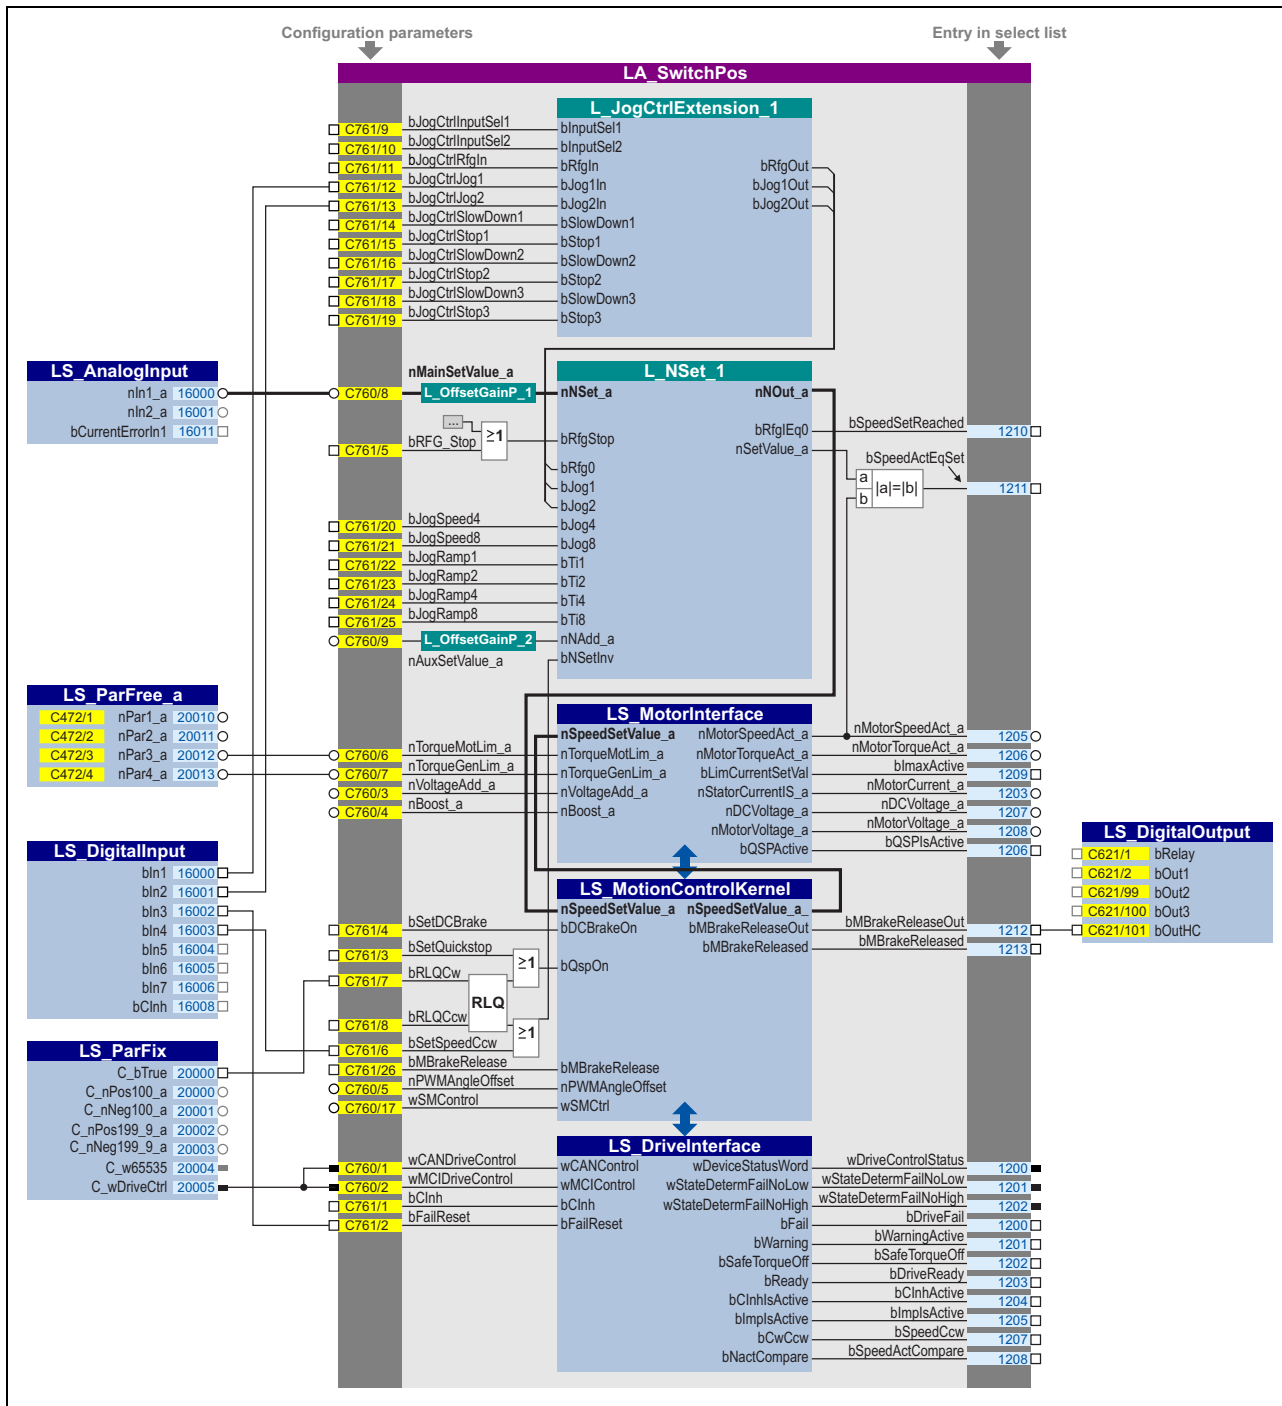 Configuration parameters
Entry in select list
LA_SwitchPos
L_JogCtrlExtension_1
C761/9 bJogCtrlInputSel1 bInputSel1
C761/10 bJogCtrlInputSel2 bInputSel2
C761/11 bJogCtrlRfgIn bRfgIn bRfgOut
C761/12 bJogCtrlJog1 bJog1In bJog1Out
C761/13 bJogCtrlJog2 bJog2In bJog2Out
C761/14 bJogCtrlSlowDown1 bSlowDown1
C761/15 bJogCtrlStop1 bStop1
C761/16 bJogCtrlSlowDown2 bSlowDown2
C761/17 bJogCtrlStop2 bStop2
C761/18 bJogCtrlSlowDown3 bSlowDown3
C761/19 bJogCtrlStop3 bStop3
LS_AnalogInput
nIn1_a 16000
nIn2_a 16001
bCurrentErrorIn1 16011
L_NSet_1
nMainSetValue_a
C760/8 L_OffsetGainP_1 nNSet_a nNOut_a
...
≥1
C761/5 bRFG_Stop bRfgStop
bRfgIEq0 bSpeedSetReached 1210
nSetValue_a
bSpeedActEqSet
a
b
|a|=|b|
1211
bRfg0
bJog1
bJog2
C761/20 bJogSpeed4 bJog4
C761/21 bJogSpeed8 bJog8
C761/22 bJogRamp1 bTi1
C761/23 bJogRamp2 bTi2
C761/24 bJogRamp4 bTi4
C761/25 bJogRamp8 bTi8
C760/9 L_OffsetGainP_2 nNAdd_a
nAuxSetValue_a
bNSetInv
LS_ParFree_a
C472/1 nPar1_a 20010
C472/2 nPar2_a 20011
C472/3 nPar3_a 20012
C472/4 nPar4_a 20013
LS_MotorInterface
nSpeedSetValue_a nMotorSpeedAct_a nMotorSpeedAct_a 1205
C760/6 nTorqueMotLim_a nTorqueMotLim_a nMotorTorqueAct_a nMotorTorqueAct_a 1206
C760/7 nTorqueGenLim_a nTorqueGenLim_a bLimCurrentSetVal bImaxActive 1209
C760/3 nVoltageAdd_a nVoltageAdd_a nStatorCurrentIS_a nMotorCurrent_a 1203
C760/4 nBoost_a nBoost_a nDCVoltage_a nDCVoltage_a 1207
nMotorVoltage_a nMotorVoltage_a 1208
bQSPActive bQSPIsActive 1206
LS_DigitalInput
bIn1 16000
bIn2 16001
bIn3 16002
bIn4 16003
bIn5 16004
bIn6 16005
bIn7 16006
bCInh 16008
LS_DigitalOutput
C621/1 bRelay
C621/2 bOut1
C621/99 bOut2
C621/100 bOut3
C621/101 bOutHC
LS_MotionControlKernel
nSpeedSetValue_a nSpeedSetValue_a_
C761/4 bSetDCBrake bDCBrakeOn bMBrakeReleaseOut bMBrakeReleaseOut 1212
bMBrakeReleased bMBrakeReleased 1213
C761/3 bSetQuickstop
≥1
bQspOn
C761/7 bRLQCw
RLQ
C761/8 bRLQCcw
≥1
C761/6 bSetSpeedCcw
C761/26 bMBrakeRelease bMBrakeRelease
C760/5 nPWMAngleOffset nPWMAngleOffset
C760/17 wSMControl wSMCtrl
LS_ParFix
C_bTrue 20000
C_nPos100_a 20000
C_nNeg100_a 20001
C_nPos199_9_a 20002
C_nNeg199_9_a 20003
C_w65535 20004
C_wDriveCtrl 20005
LS_DriveInterface
C760/1 wCANDriveControl wCANControl wDeviceStatusWord wDriveControlStatus 1200
C760/2 wMCIDriveControl wMCIControl wStateDetermFailNoLow wStateDetermFailNoLow 1201
C761/1 bCInh bCInh wStateDetermFailNoHigh wStateDetermFailNoHigh 1202
C761/2 bFailReset bFailReset bFail bDriveFail 1200
bWarning bWarningActive 1201
bSafeTorqueOff bSafeTorqueOff 1202
bReady bDriveReady 1203
bCInhIsActive bCInhActive 1204
bImpIsActive bImpIsActive 1205
bCwCcw bSpeedCcw 1207
bNactCompare bSpeedActCompare 1208